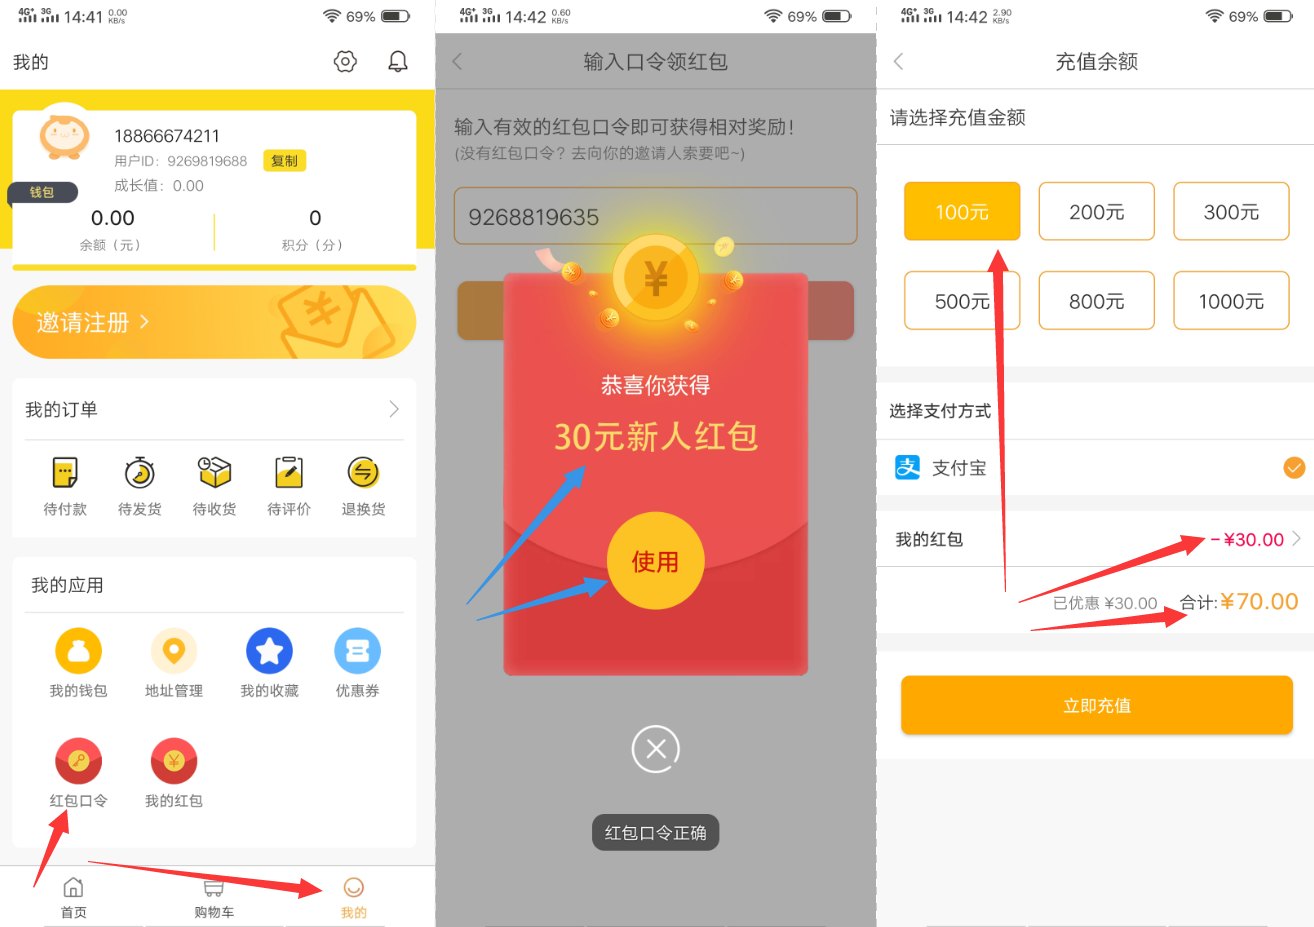 4G+ 3G 14:41 0.00 KB/s 69%
我的
18866674211
用户ID: 9269819688 复制
成长值: 0.00
钱包
0.00 0
余额（元） 积分（分）
邀请注册
我的订单
待付款 待发货 待收货 待评价 退换货
我的应用
我的钱包 地址管理 我的收藏 优惠券
红包口令 我的红包
首页 购物车 我的
4G+ 3G 14:42 0.60 KB/s 69%
输入口令领红包
输入有效的红包口令即可获得相对奖励！
(没有红包口令？去向你的邀请人索要吧~)
9268819635
¥
恭喜你获得
30元新人红包
使用
红包口令正确
4G+ 3G 14:42 2.90 KB/s 69%
充值余额
请选择充值金额
100元 200元 300元
500元 800元 1000元
选择支付方式
支 支付宝
我的红包 -¥30.00
已优惠 ¥30.00 合计:¥70.00
立即充值